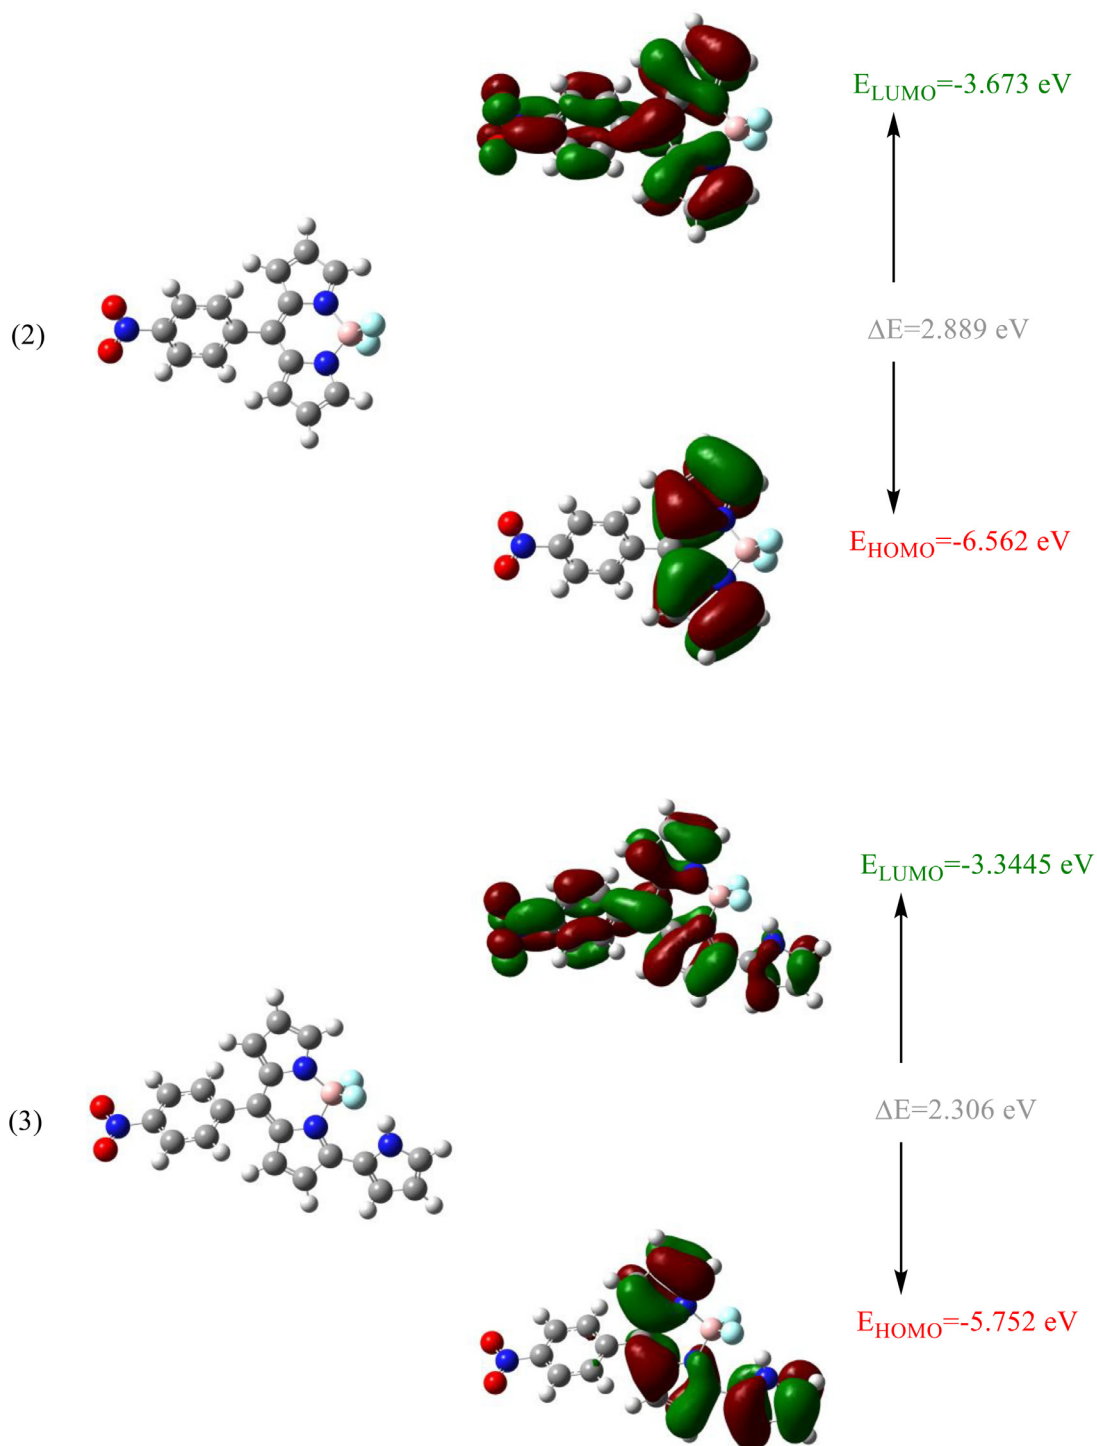 E_LUMO=-3.673 eV
(2)
ΔE=2.889 eV
E_HOMO=-6.562 eV
E_LUMO=-3.3445 eV
(3)
ΔE=2.306 eV
E_HOMO=-5.752 eV